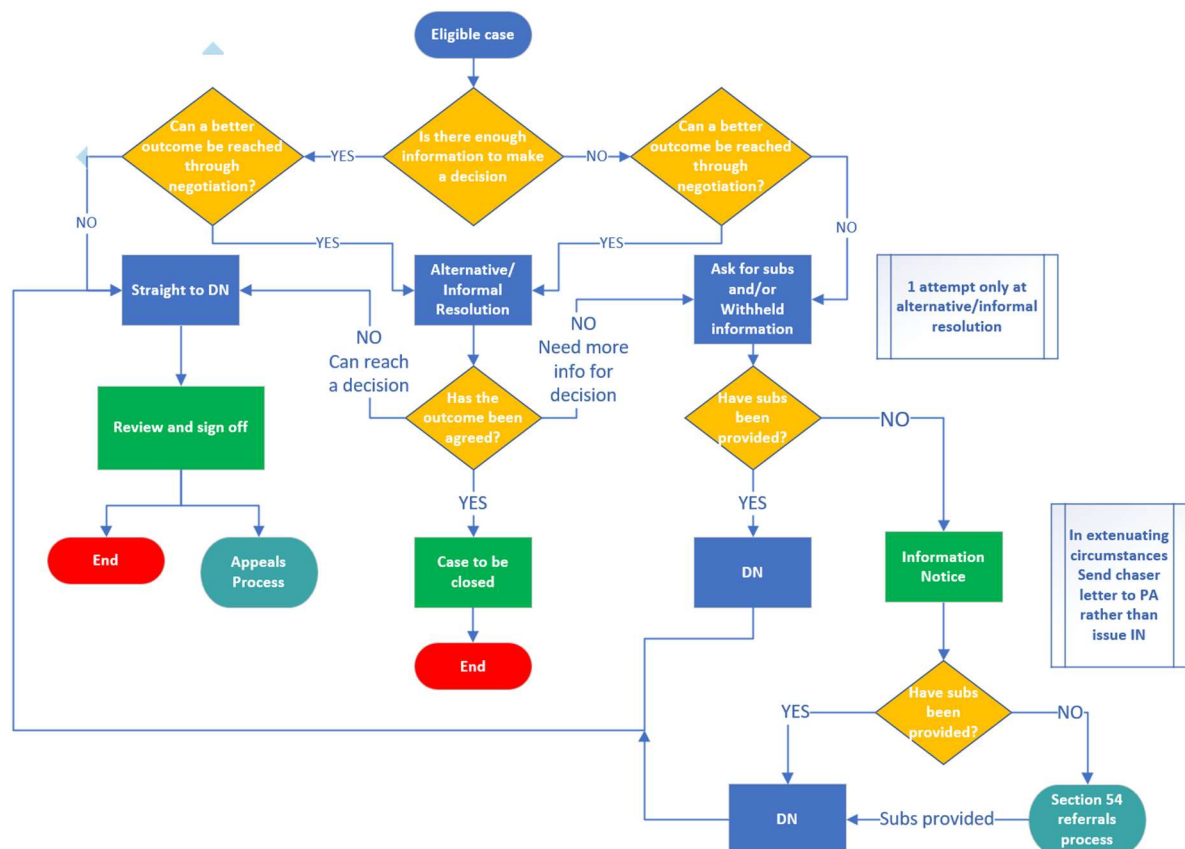 Eligible case
Can a better
outcome be reached
through
negotiation?
YES
Is there enough
information to make
a decision
NO
Can a better
outcome be reached
through
negotiation?
NO
YES
YES
NO
Straight to DN
Alternative/
Informal
Resolution
Ask for subs
and/or
Withheld
information
1 attempt only at
alternative/informal
resolution
NO
Can reach
a decision
NO
Need more
info for
decision
Review and sign off
Has the
outcome been
agreed?
Have subs
been
provided?
NO
YES
YES
End
Appeals
Process
Case to be
closed
DN
Information
Notice
In extenuating
circumstances
Send chaser
letter to PA
rather than
issue IN
End
Have subs
been
provided?
YES
NO
DN
Subs provided
Section 54
referrals
process